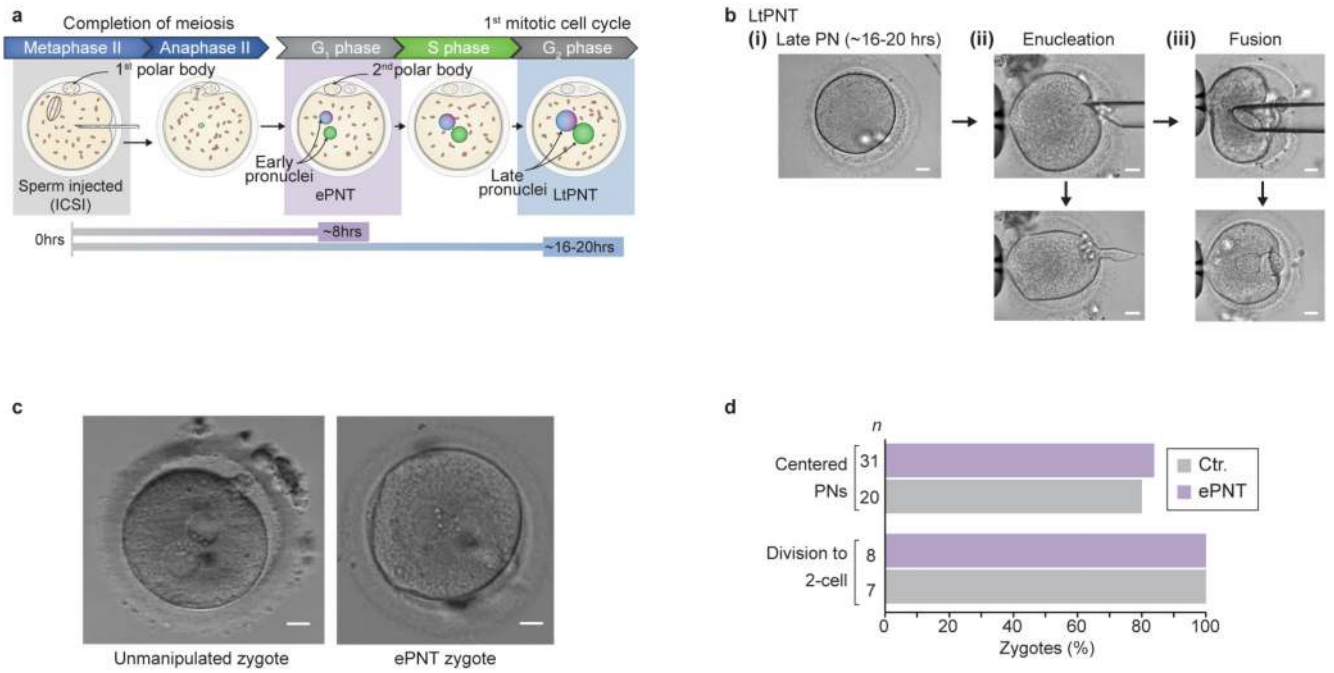 a
Completion of meiosis
1st mitotic cell cycle
Metaphase II
Anaphase II
G1 phase
S phase
G2 phase
1st polar body
2nd polar body
Early
pronuclei
Late
pronuclei
Sperm injected
(ICSI)
ePNT
LtPNT
0hrs
~8hrs
~16-20hrs
b
LtPNT
(i) Late PN (~16-20 hrs)
(ii) Enucleation
(iii) Fusion
c
Unmanipulated zygote
ePNT zygote
d
n
Centered
PNs
31
20
Division to
2-cell
8
7
Ctr.
ePNT
0 20 40 60 80 100
Zygotes (%)